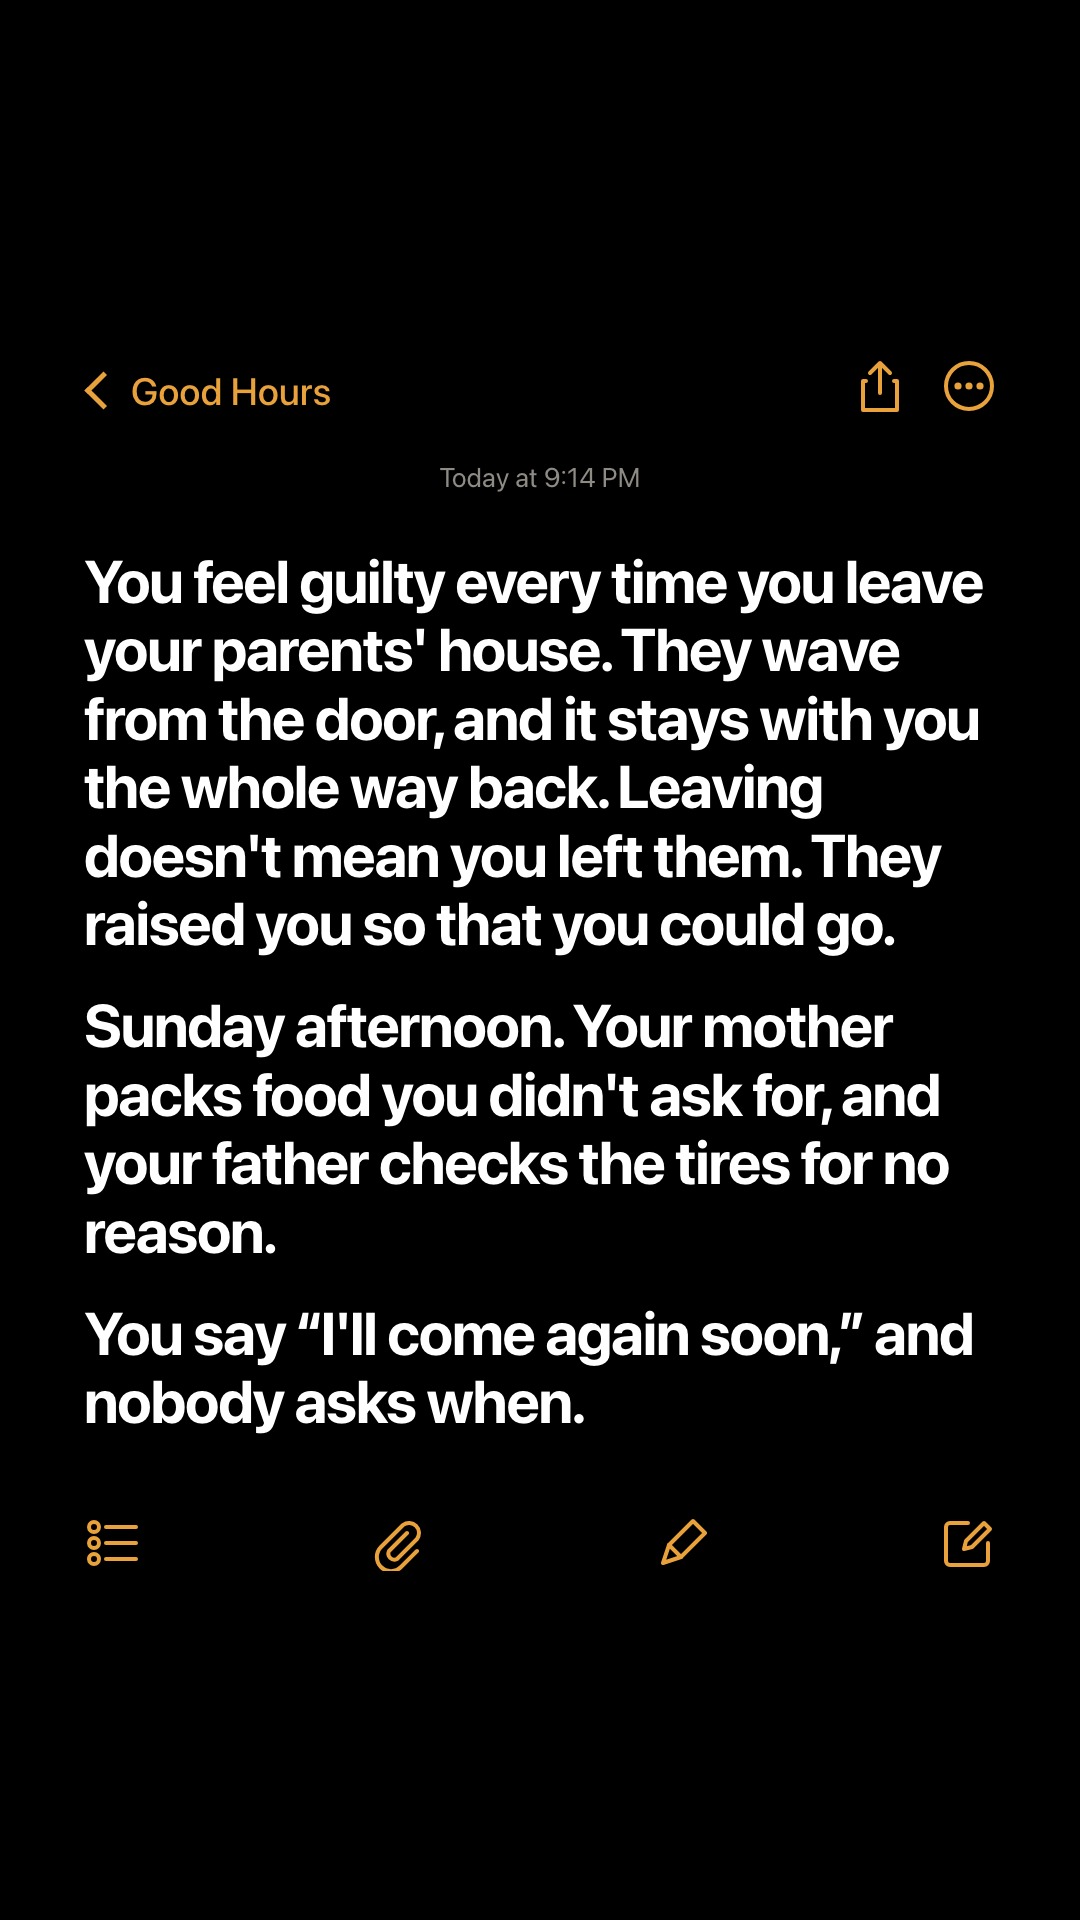 Good Hours
Today at 9:14 PM
You feel guilty every time you leave
your parents' house. They wave
from the door, and it stays with you
the whole way back. Leaving
doesn't mean you left them. They
raised you so that you could go.
Sunday afternoon. Your mother
packs food you didn't ask for, and
your father checks the tires for no
reason.
You say “I'll come again soon,” and
nobody asks when.